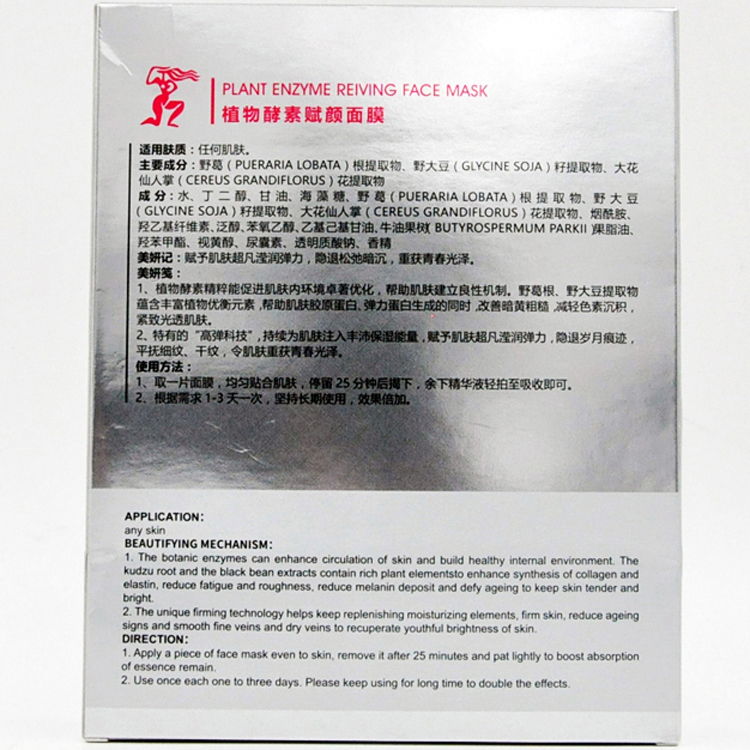 PLANT ENZYME REIVING FACE MASK
植物酵素赋颜面膜
适用肤质：任何肌肤。
主要成分：野葛（PUERARIA LOBATA）根提取物、野大豆（GLYCINE SOJA）籽提取物、大花
仙人掌（CEREUS GRANDIFLORUS）花提取物
成分：水、丁二醇、甘油、海藻糖、野葛（PUERARIA LOBATA）根提取物、野大豆
（GLYCINE SOJA）籽提取物、大花仙人掌（CEREUS GRANDIFLORUS）花提取物、烟酰胺、
羟乙基纤维素、泛醇、苯氧乙醇、乙基己基甘油、牛油果树（BUTYROSPERMUM PARKII）果脂油、
羟苯甲酯、视黄醇、尿囊素、透明质酸钠、香精
美妍记：赋予肌肤超凡滢润弹力，隐退松弛暗沉，重获青春光泽。
美妍笺：
1、植物酵素精粹能促进肌肤内环境卓著优化，帮助肌肤建立良性机制。野葛根、野大豆提取物
蕴含丰富植物优衡元素，帮助肌肤胶原蛋白、弹力蛋白生成的同时，改善暗黄粗糙，减轻色素沉积，
紧致光透肌肤。
2、特有的“高弹科技”，持续为肌肤注入丰沛保湿能量，赋予肌肤超凡滢润弹力，隐退岁月痕迹，
平抚细纹、干纹，令肌肤重获青春光泽。
使用方法：
1、取一片面膜，均匀贴合肌肤，停留25分钟后揭下，余下精华液轻拍至吸收即可。
2、根据需求1-3天一次，坚持长期使用，效果倍加。
APPLICATION：
any skin
BEAUTIFYING MECHANISM：
1. The botanic enzymes can enhance circulation of skin and build healthy internal environment. The
kudzu root and the black bean extracts contain rich plant elementsto enhance synthesis of collagen and
elastin, reduce fatigue and roughness, reduce melanin deposit and defy ageing to keep skin tender and
bright.
2. The unique firming technology helps keep replenishing moisturizing elements, firm skin, reduce ageing
signs and smooth fine veins and dry veins to recuperate youthful brightness of skin.
DIRECTION：
1. Apply a piece of face mask even to skin, remove it after 25 minutes and pat lightly to boost absorption
of essence remain.
2. Use once each one to three days. Please keep using for long time to double the effects.